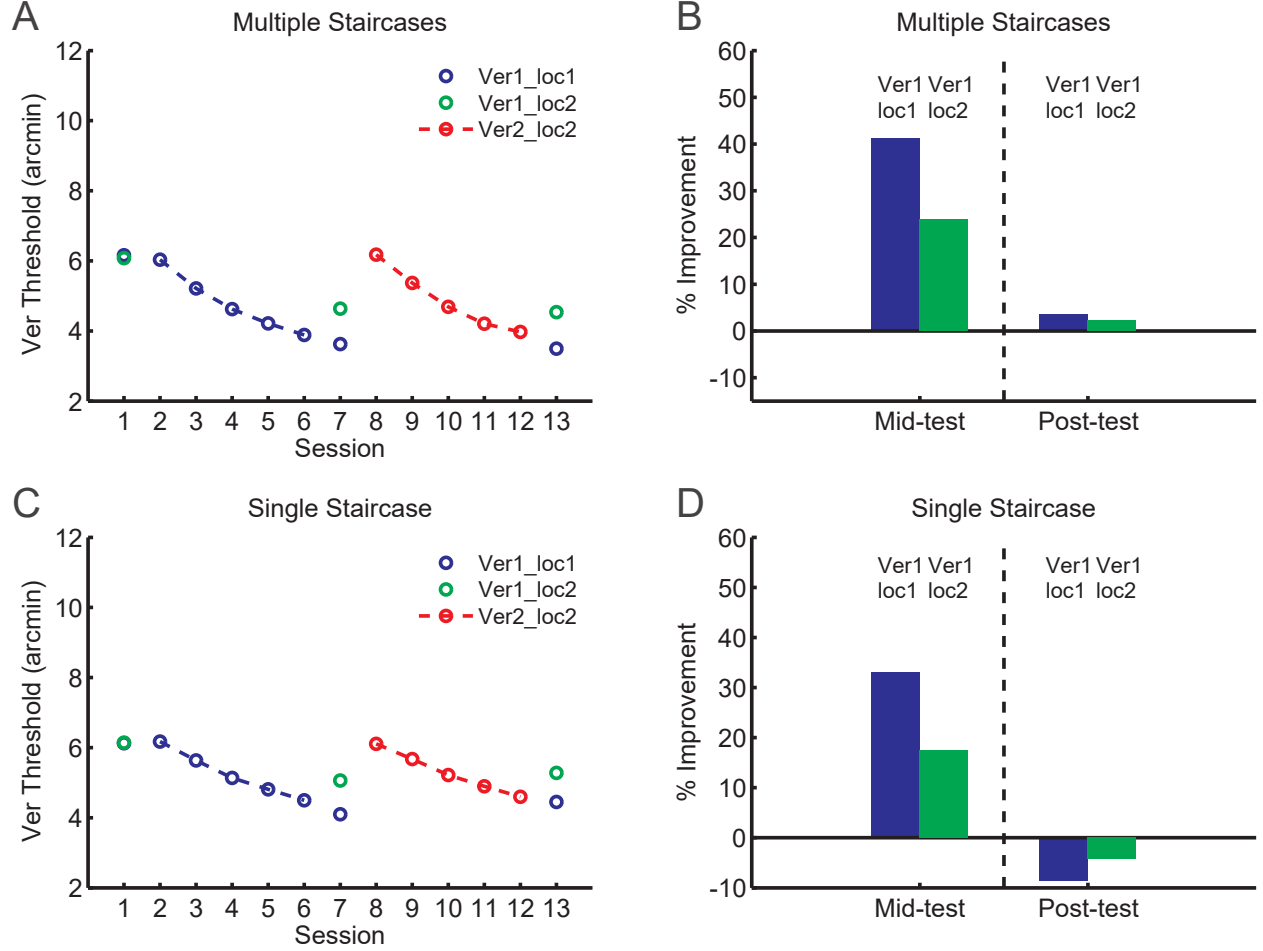 A
Multiple Staircases
12
10
8
6
4
2
Ver Threshold (arcmin)
Ver1_loc1
Ver1_loc2
Ver2_loc2
1 2 3 4 5 6 7 8 9 10 11 12 13
Session
B
Multiple Staircases
60
50
40
30
20
10
0
-10
% Improvement
Ver1 Ver1 Ver1 Ver1
loc1 loc2 loc1 loc2
Mid-test Post-test
C
Single Staircase
12
10
8
6
4
2
Ver Threshold (arcmin)
Ver1_loc1
Ver1_loc2
Ver2_loc2
1 2 3 4 5 6 7 8 9 10 11 12 13
Session
D
Single Staircase
60
50
40
30
20
10
0
-10
% Improvement
Ver1 Ver1 Ver1 Ver1
loc1 loc2 loc1 loc2
Mid-test Post-test